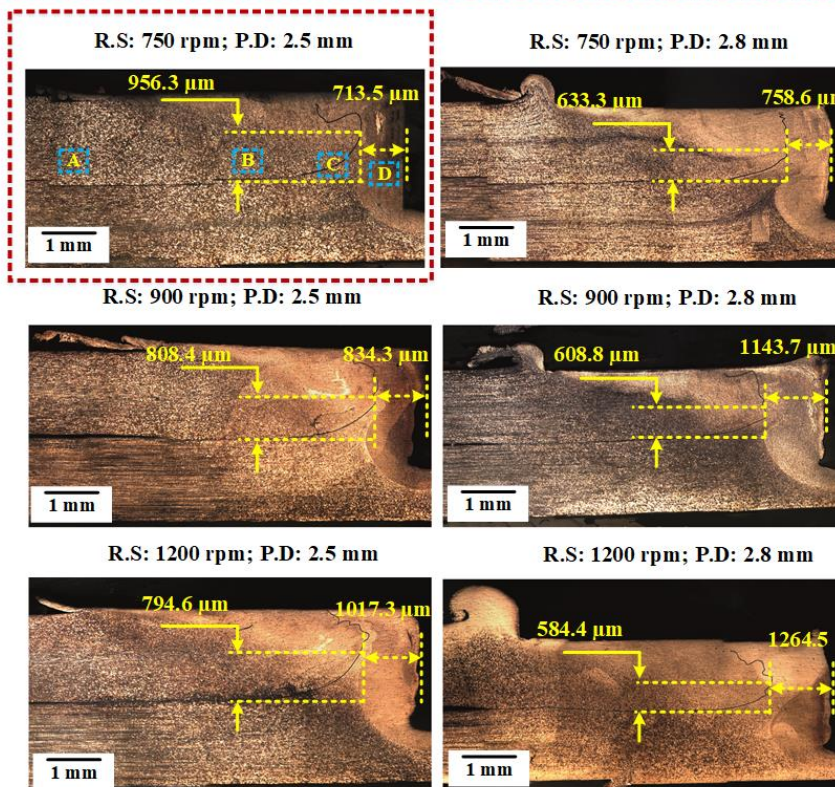 R.S: 750 rpm; P.D: 2.5 mm
956.3 µm
713.5 µm
A
B
C
D
1 mm
R.S: 750 rpm; P.D: 2.8 mm
633.3 µm
758.6 µm
1 mm
R.S: 900 rpm; P.D: 2.5 mm
808.4 µm
834.3 µm
1 mm
R.S: 900 rpm; P.D: 2.8 mm
608.8 µm
1143.7 µm
1 mm
R.S: 1200 rpm; P.D: 2.5 mm
794.6 µm
1017.3 µm
1 mm
R.S: 1200 rpm; P.D: 2.8 mm
584.4 µm
1264.5
1 mm